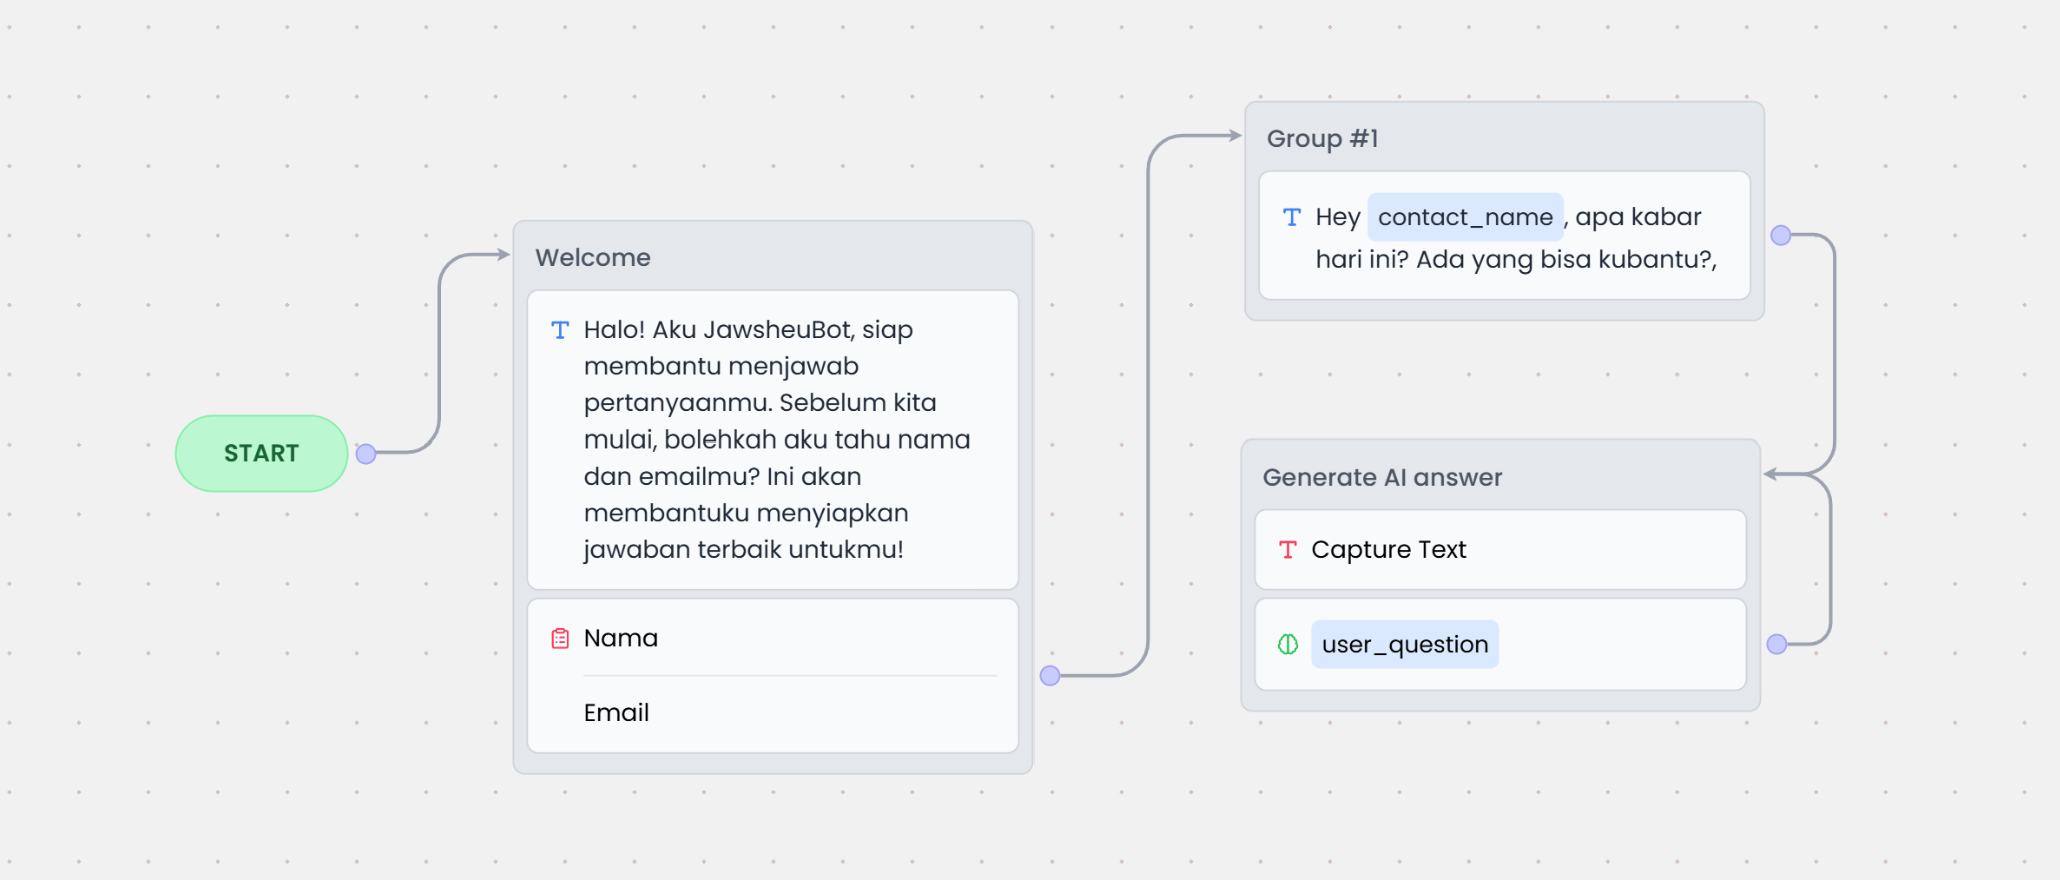 START
Welcome
Halo! Aku JawsheuBot, siap
membantu menjawab
pertanyaanmu. Sebelum kita
mulai, bolehkah aku tahu nama
dan emailmu? Ini akan
membantuku menyiapkan
jawaban terbaik untukmu!
Nama
Email
Group #1
Hey contact_name, apa kabar
hari ini? Ada yang bisa kubantu?,
Generate AI answer
Capture Text
user_question